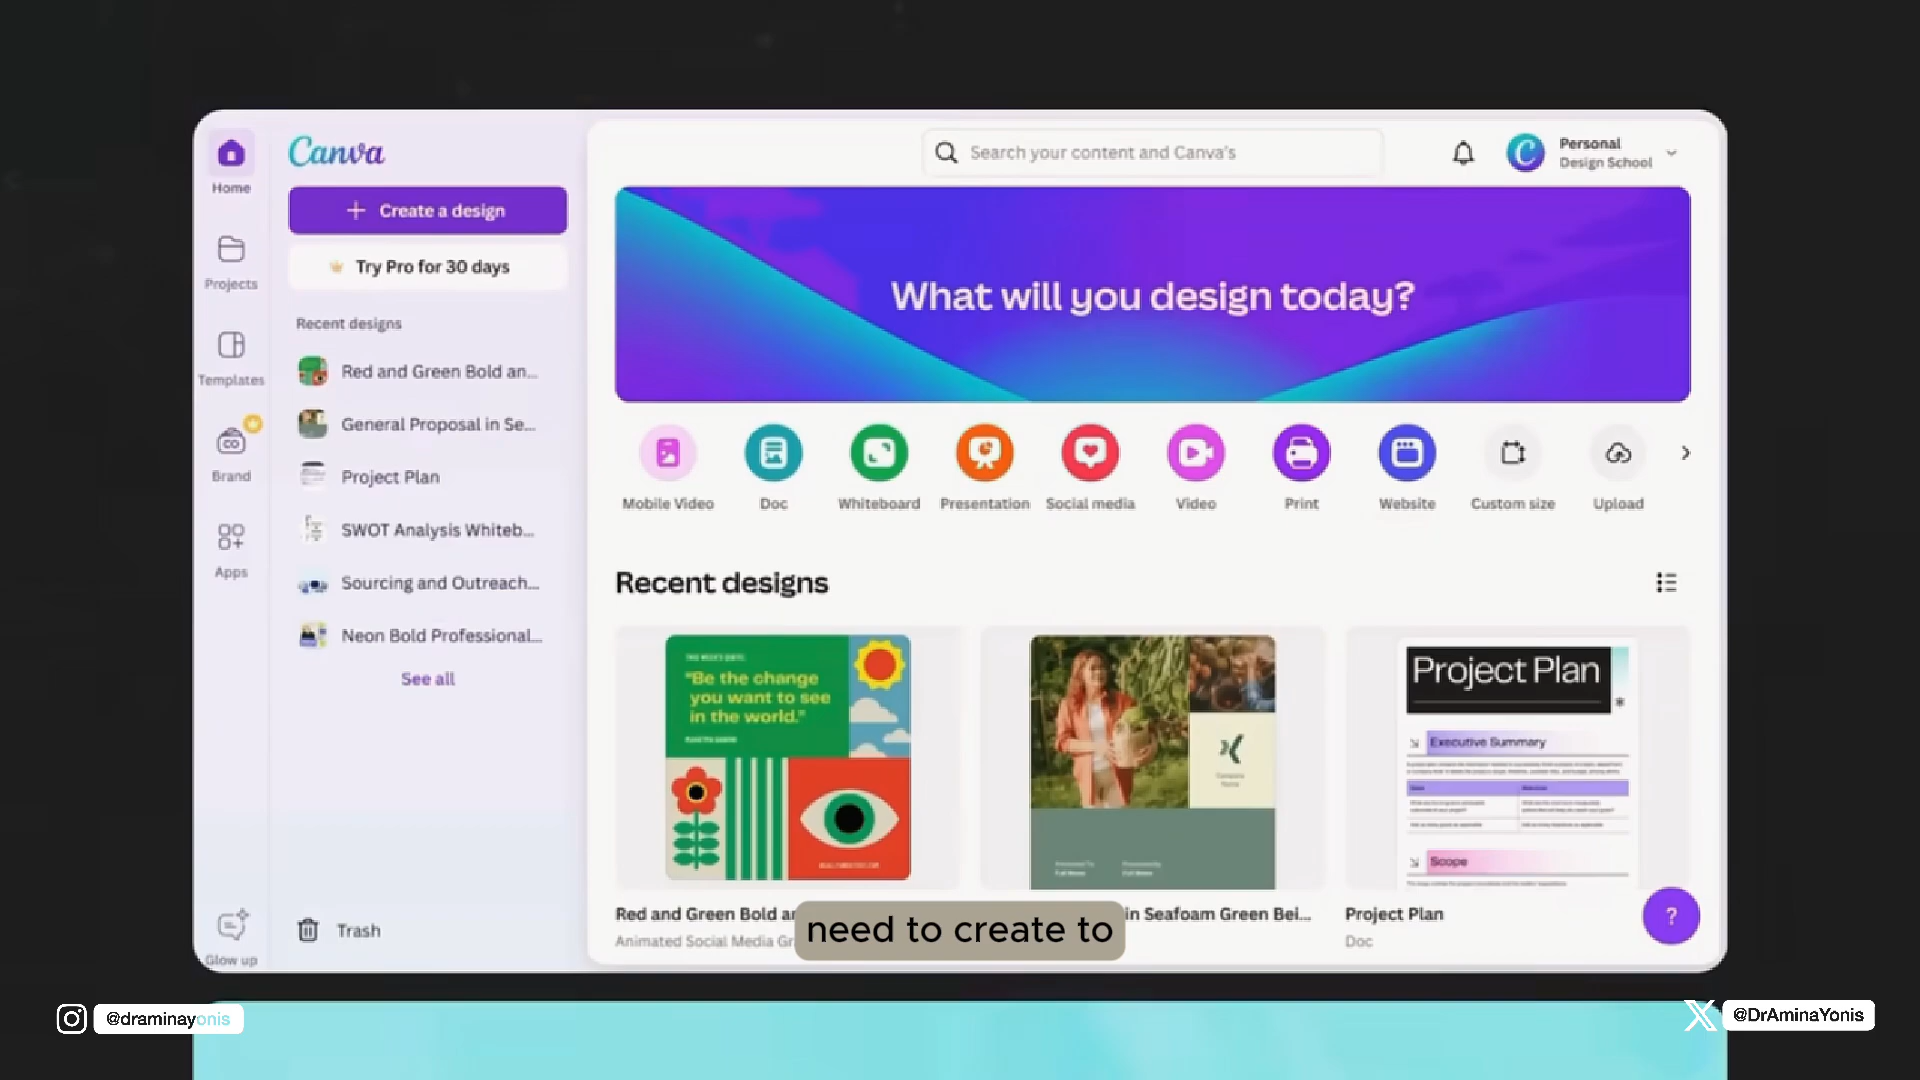 Canva
Search your content and Canva's
Personal
Design School
Home
Create a design
Try Pro for 30 days
Projects
Recent designs
What will you design today?
Templates
Red and Green Bold an...
General Proposal in Se...
Brand
Project Plan
SWOT Analysis Whiteb...
Apps
Sourcing and Outreach...
Neon Bold Professional...
See all
Mobile Video
Doc
Whiteboard
Presentation
Social media
Video
Print
Website
Custom size
Upload
Recent designs
"Be the change
you want to see
in the world."
Project Plan
Executive Summary
Scope
Red and Green Bold a
in Seafoam Green Bei...
Project Plan
Animated Social Media Gr
Doc
need to create to
?
Trash
Glow up
@draminayonis
@DrAminaYonis